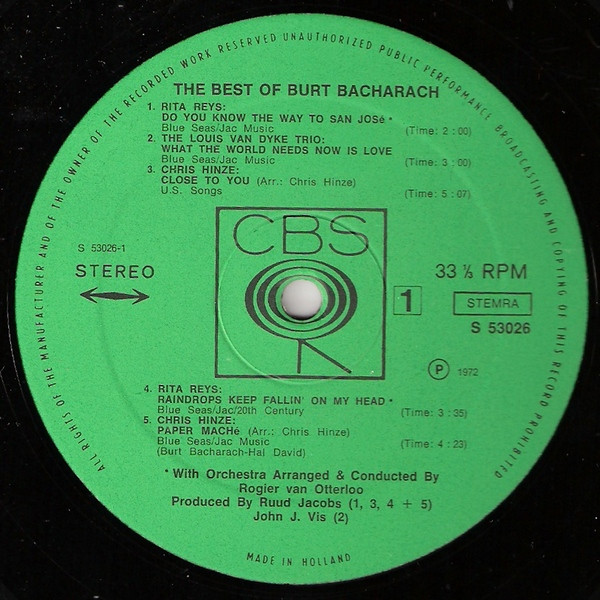 ALL RIGHTS OF THE MANUFACTURER AND OF THE OWNER OF THE RECORDED WORK RESERVED UNAUTHORIZED PUBLIC PERFORMANCE BROADCASTING AND COPYING OF THIS RECORD PROHIBITED
THE BEST OF BURT BACHARACH
1. RITA REYS:
DO YOU KNOW THE WAY TO SAN JOSé *
Blue Seas/Jac Music (Time: 2 : 00)
2. THE LOUIS VAN DYKE TRIO:
WHAT THE WORLD NEEDS NOW IS LOVE
Blue Seas/Jac Music (Time: 3 : 00)
3. CHRIS HINZE:
CLOSE TO YOU (Arr.: Chris Hinze)
U.S. Songs (Time: 5 : 07)
CBS
S 53026-1
STEREO
33 ⅓ RPM
1
STEMRA
S 53026
Ⓟ 1972
4. RITA REYS:
RAINDROPS KEEP FALLIN' ON MY HEAD *
Blue Seas/Jac/20th Century (Time: 3 : 35)
5. CHRIS HINZE:
PAPER MACHé (Arr.: Chris Hinze)
Blue Seas/Jac Music (Time: 4 : 23)
(Burt Bacharach-Hal David)
* With Orchestra Arranged & Conducted By
Rogier van Otterloo
Produced By Ruud Jacobs (1, 3, 4 + 5)
John J. Vis (2)
MADE IN HOLLAND